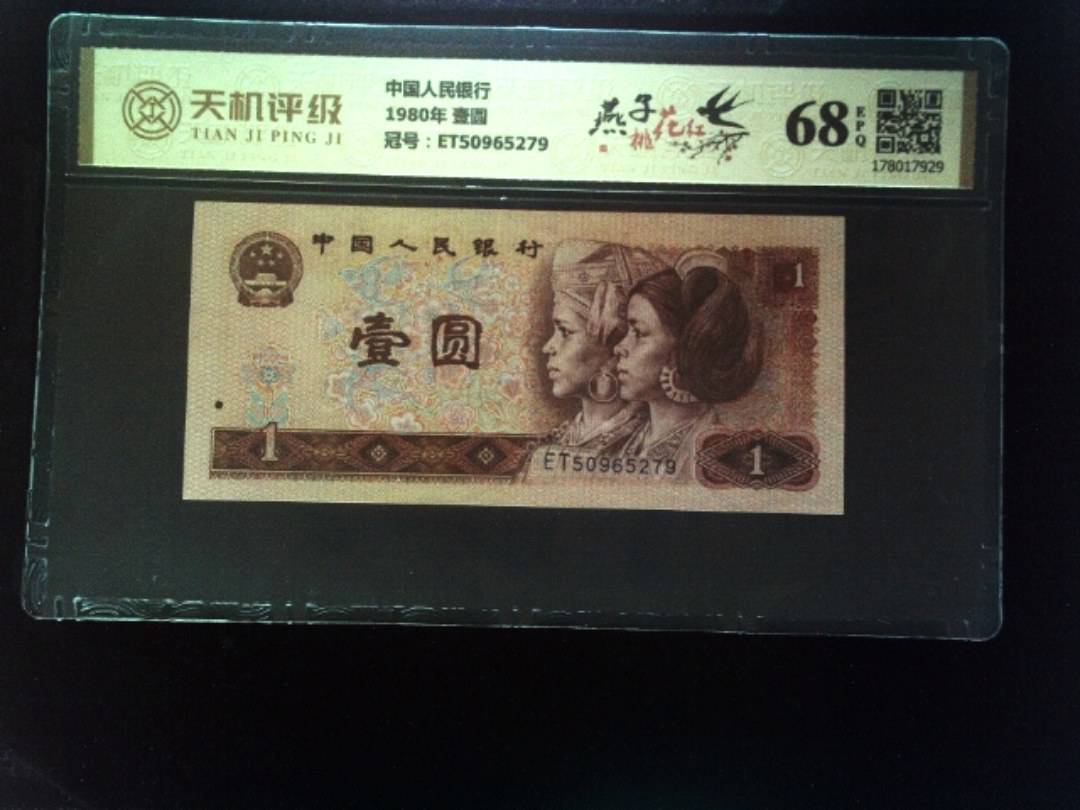 天机评级
TIAN JI PING JI
中国人民银行
1980年 壹圆
冠号：ET50965279
燕子
桃花红
68
EPQ
178017929
中国人民银行
1
壹圆
1
ET50965279
1